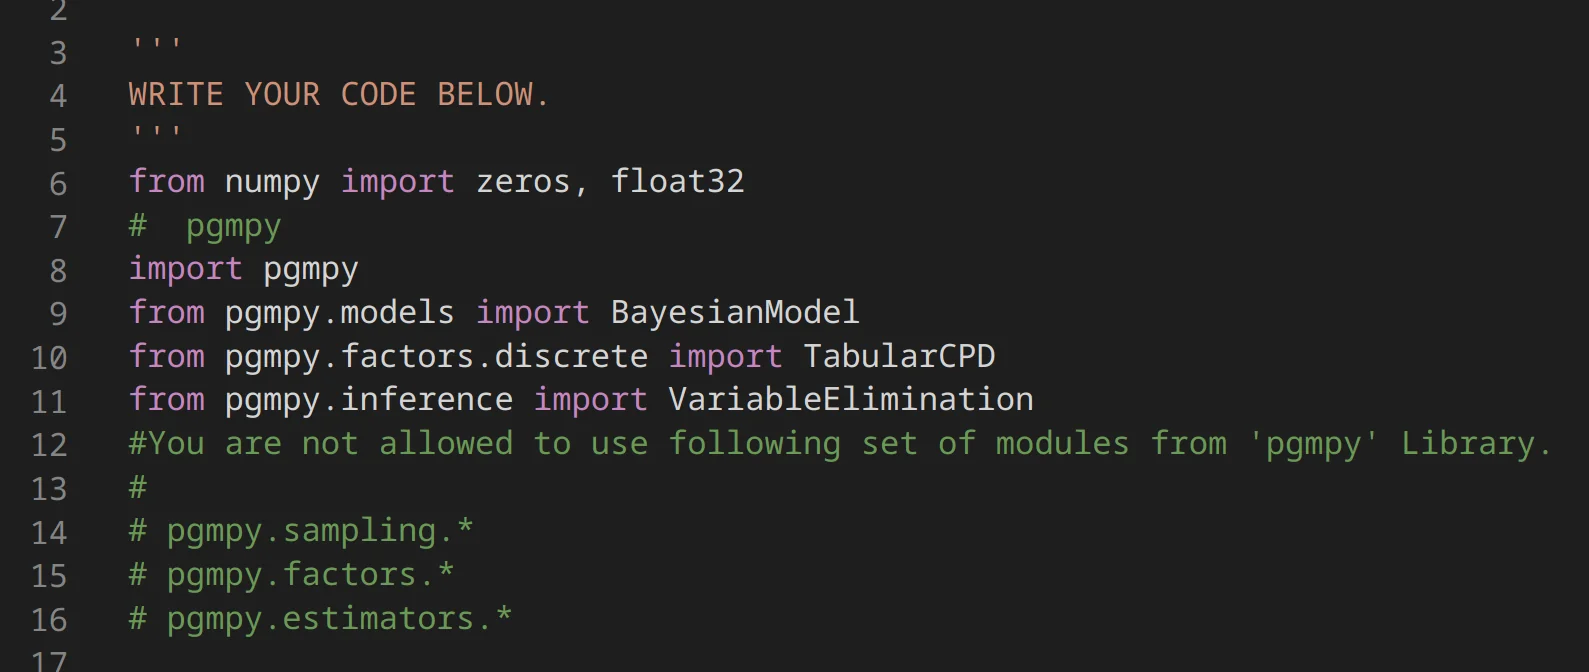 2
3 '''
4 WRITE YOUR CODE BELOW.
5 '''
6 from numpy import zeros, float32
7 #  pgmpy
8 import pgmpy
9 from pgmpy.models import BayesianModel
10 from pgmpy.factors.discrete import TabularCPD
11 from pgmpy.inference import VariableElimination
12 #You are not allowed to use following set of modules from 'pgmpy' Library.
13 #
14 # pgmpy.sampling.*
15 # pgmpy.factors.*
16 # pgmpy.estimators.*
17